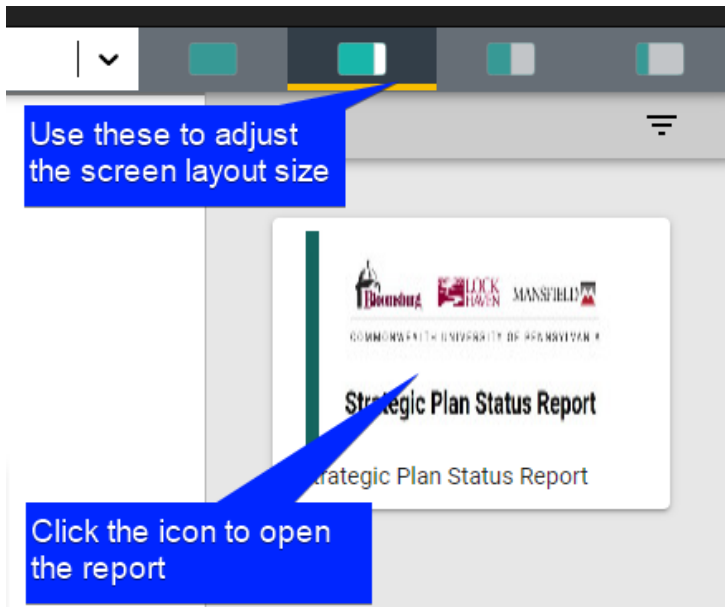 Use these to adjust
the screen layout size
Bloomsburg LOCK HAVEN MANSFIELD
COMMONWEALTH UNIVERSITY OF PENNSYLVANIA
Strategic Plan Status Report
Strategic Plan Status Report
Click the icon to open
the report